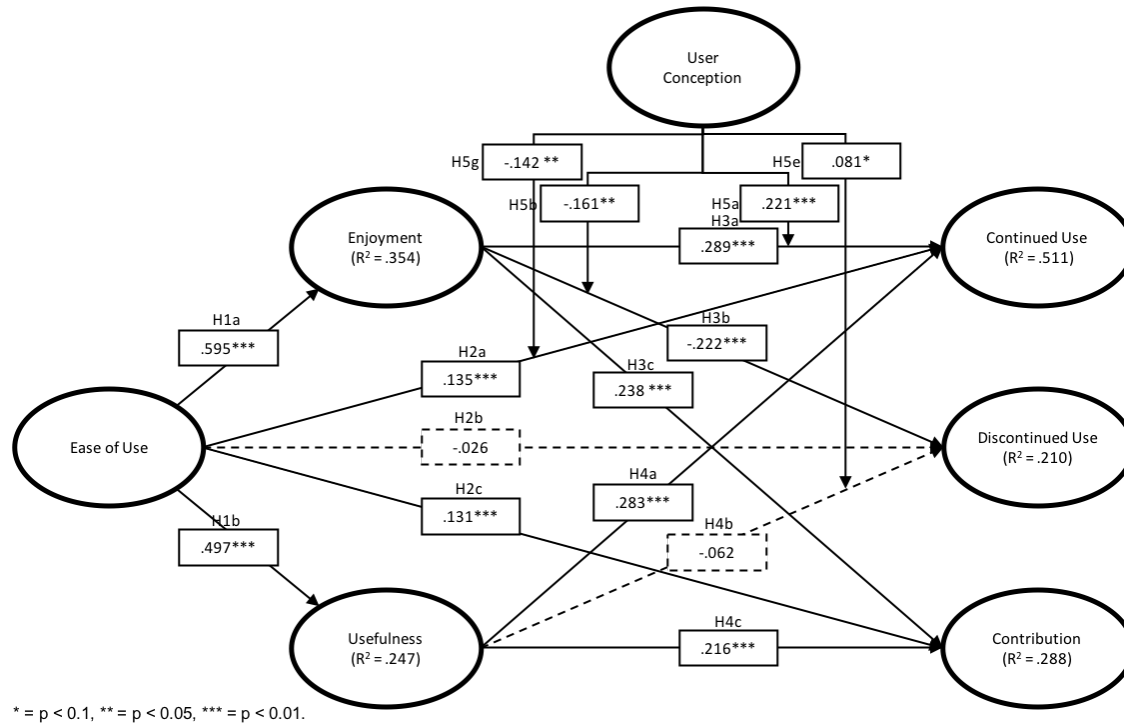 User
Conception
H5g
-.142 **
H5e
.081*
H5b
-.161**
H5a
.221***
H3a
.289***
Enjoyment
(R² = .354)
Continued Use
(R² = .511)
H1a
.595***
H3b
-.222***
H2a
.135***
H3c
.238 ***
H2b
-.026
Ease of Use
Discontinued Use
(R² = .210)
H4a
.283***
H2c
.131***
H1b
.497***
H4b
-.062
Usefulness
(R² = .247)
H4c
.216***
Contribution
(R² = .288)
* = p < 0.1, ** = p < 0.05, *** = p < 0.01.